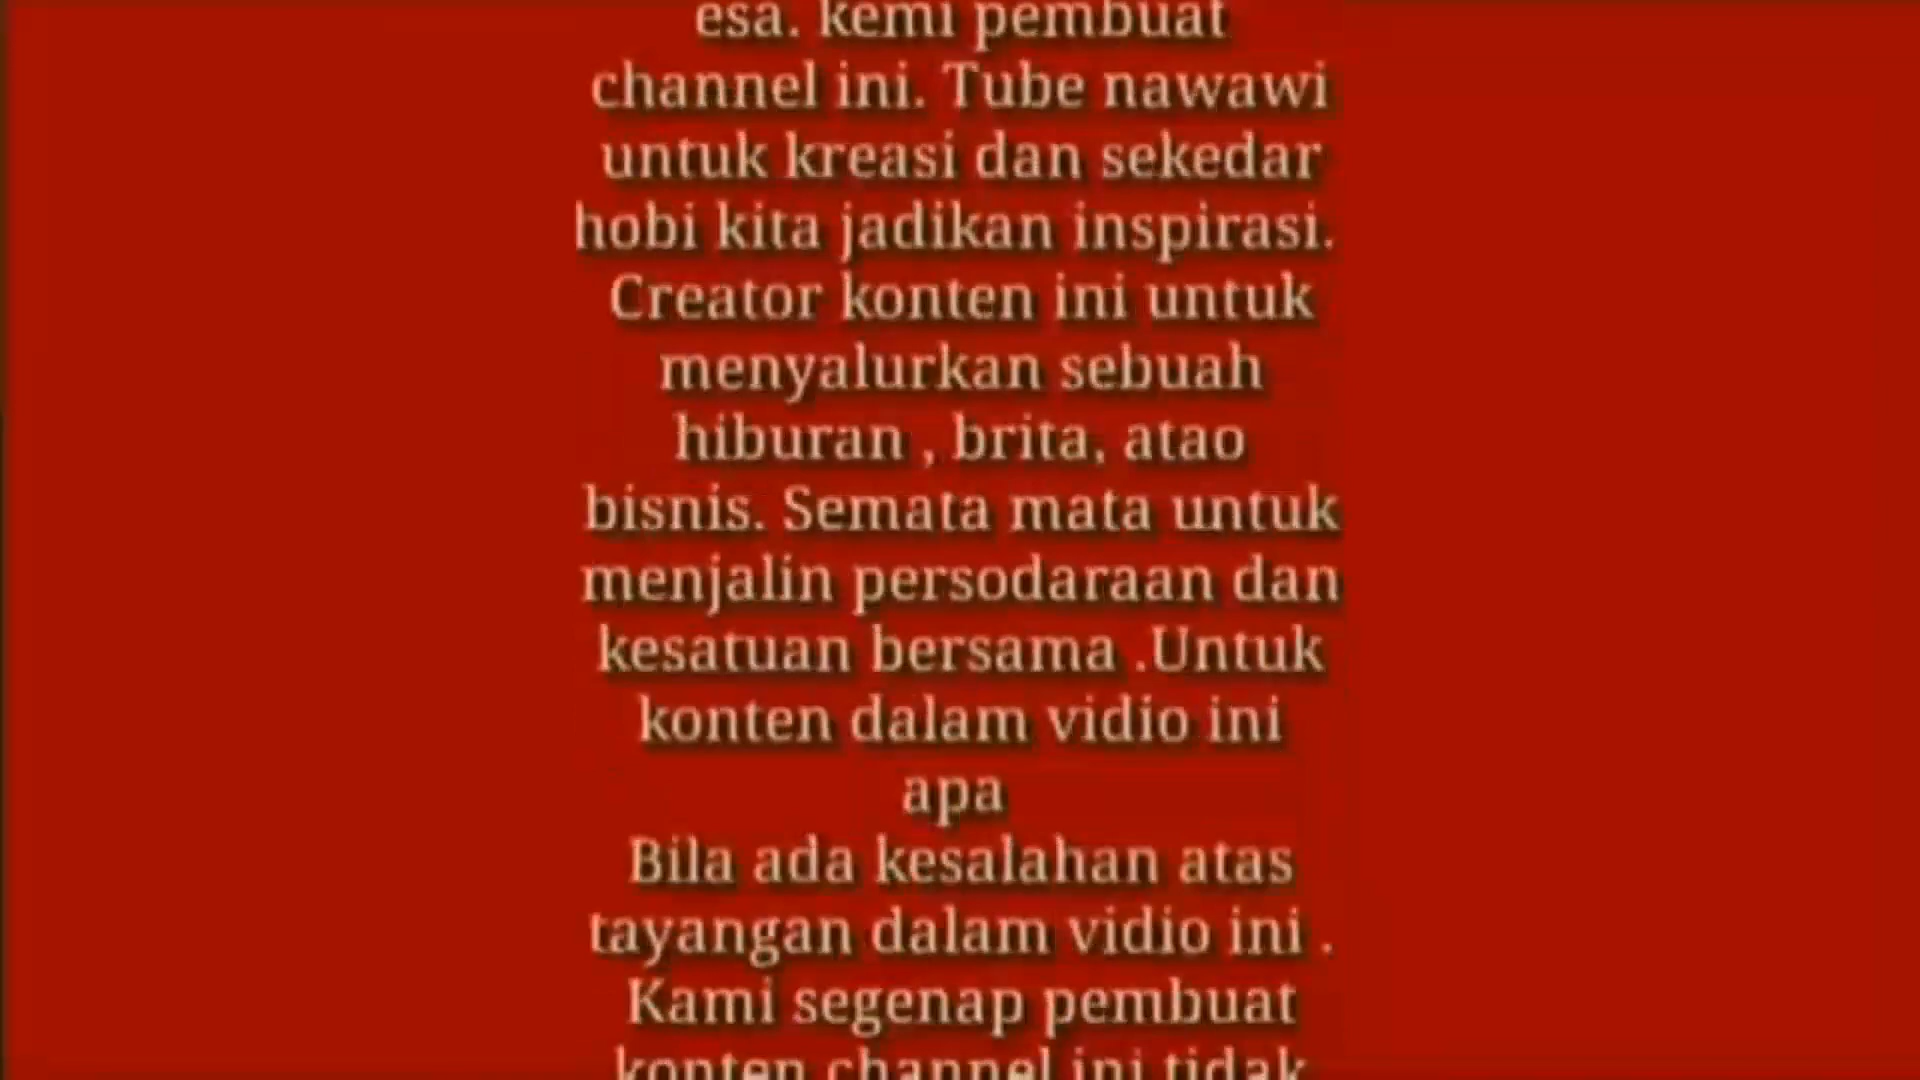 esa. kemi pembuat
channel ini. Tube nawawi
untuk kreasi dan sekedar
hobi kita jadikan inspirasi.
Creator konten ini untuk
menyalurkan sebuah
hiburan , brita, atao
bisnis. Semata mata untuk
menjalin persodaraan dan
kesatuan bersama .Untuk
konten dalam vidio ini
apa
Bila ada kesalahan atas
tayangan dalam vidio ini .
Kami segenap pembuat
konten channel ini tidak